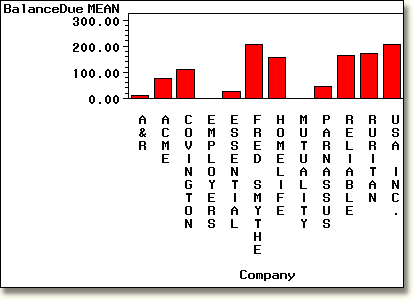 BalanceDue MEAN
300.00
200.00
100.00
0.00
A&R
ACME
COVINGTON
EMPLOYERS
ESSENTIAL
FRED SMYTHE
HOMELIFE
MUTUALITY
PARNASSUS
RELIABLE
RURITAN
USA INC.
Company